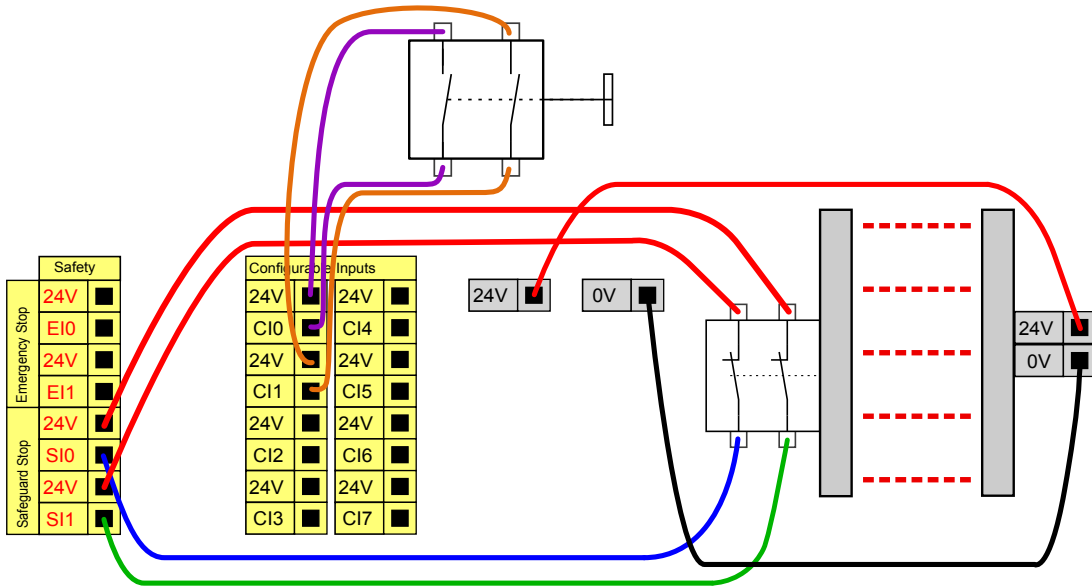 Safety
Emergency Stop
24V
EI0
24V
EI1
Safeguard Stop
24V
SI0
24V
SI1
Configurable Inputs
24V 24V
CI0 CI4
24V 24V
CI1 CI5
24V 24V
CI2 CI6
24V 24V
CI3 CI7
24V
0V
24V
0V